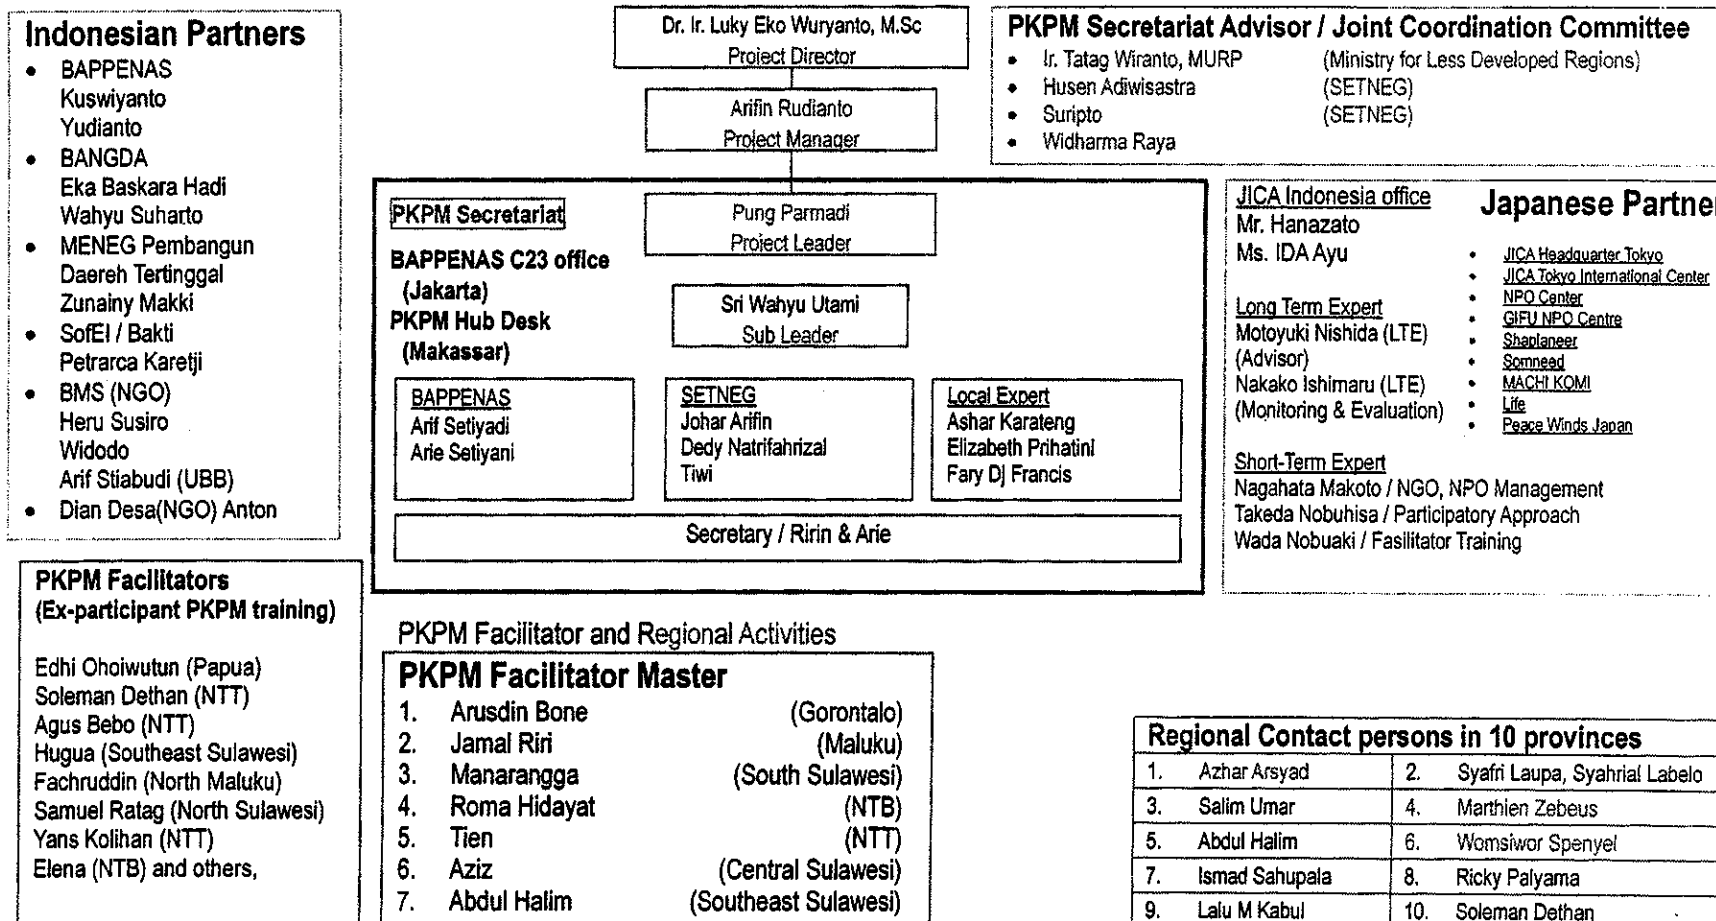 Indonesian Partners
• BAPPENAS
Kuswiyanto
Yudianto
• BANGDA
Eka Baskara Hadi
Wahyu Suharto
• MENEG Pembangun
Daereh Tertinggal
Zunainy Makki
• SofEI / Bakti
Petrarca Karetji
• BMS (NGO)
Heru Susiro
Widodo
Arif Stiabudi (UBB)
• Dian Desa(NGO) Anton
Dr. Ir. Luky Eko Wuryanto, M.Sc
Project Director
Arifin Rudianto
Project Manager
PKPM Secretariat Advisor / Joint Coordination Committee
• Ir. Tatag Wiranto, MURP (Ministry for Less Developed Regions)
• Husen Adiwisastra (SETNEG)
• Suripto (SETNEG)
• Widharma Raya
PKPM Secretariat
BAPPENAS C23 office
(Jakarta)
PKPM Hub Desk
(Makassar)
Pung Parmadi
Project Leader
Sri Wahyu Utami
Sub Leader
BAPPENAS
Arif Setiyadi
Arie Setiyani
SETNEG
Johar Arifin
Dedy Natrifahrizal
Tiwi
Local Expert
Ashar Karateng
Elizabeth Prihatini
Fary Dj Francis
Secretary / Ririn & Arie
JICA Indonesia office
Mr. Hanazato
Ms. IDA Ayu
Long Term Expert
Motoyuki Nishida (LTE)
(Advisor)
Nakako Ishimaru (LTE)
(Monitoring & Evaluation)
Short-Term Expert
Nagahata Makoto / NGO, NPO Management
Takeda Nobuhisa / Participatory Approach
Wada Nobuaki / Fasilitator Training
Japanese Partner
• JICA Headquarter Tokyo
• JICA Tokyo International Center
• NPO Center
• GIFU NPO Centre
• Shaplaneer
• Somneed
• MACHI KOMI
• Life
• Peace Winds Japan
PKPM Facilitators
(Ex-participant PKPM training)
Edhi Ohoiwutun (Papua)
Soleman Dethan (NTT)
Agus Bebo (NTT)
Hugua (Southeast Sulawesi)
Fachruddin (North Maluku)
Samuel Ratag (North Sulawesi)
Yans Kolihan (NTT)
Elena (NTB) and others,
PKPM Facilitator and Regional Activities
PKPM Facilitator Master
1. Arusdin Bone (Gorontalo)
2. Jamal Riri (Maluku)
3. Manarangga (South Sulawesi)
4. Roma Hidayat (NTB)
5. Tien (NTT)
6. Aziz (Central Sulawesi)
7. Abdul Halim (Southeast Sulawesi)
Regional Contact persons in 10 provinces
1. Azhar Arsyad 2. Syafri Laupa, Syahrial Labelo
3. Salim Umar 4. Marthien Zebeus
5. Abdul Halim 6. Womsiwor Spenyel
7. Ismad Sahupala 8. Ricky Palyama
9. Lalu M Kabul 10. Soleman Dethan